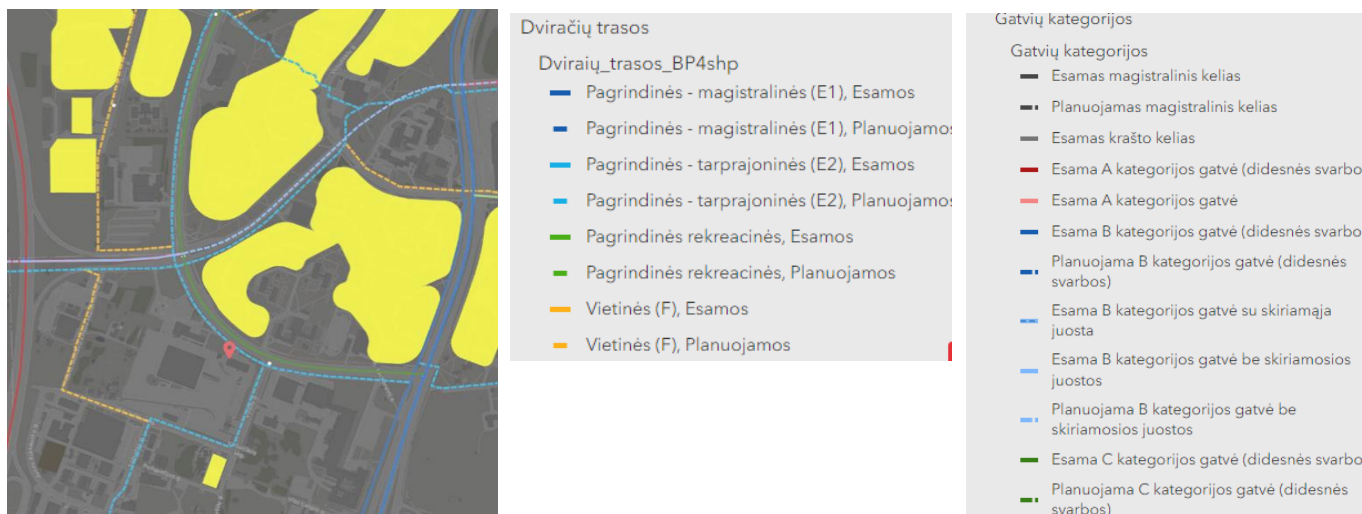 Dviračių trasos
Dviraių_trasos_BP4shp
Pagrindinės - magistralinės (E1), Esamos
Pagrindinės - magistralinės (E1), Planuojamos
Pagrindinės - tarprajoninės (E2), Esamos
Pagrindinės - tarprajoninės (E2), Planuojamos
Pagrindinės rekreacinės, Esamos
Pagrindinės rekreacinės, Planuojamos
Vietinės (F), Esamos
Vietinės (F), Planuojamos
Gatvių kategorijos
Gatvių kategorijos
Esamas magistralinis kelias
Planuojamas magistralinis kelias
Esamas krašto kelias
Esama A kategorijos gatvė (didesnės svarbo
Esama A kategorijos gatvė
Esama B kategorijos gatvė (didesnės svarbo
Planuojama B kategorijos gatvė (didesnės
svarbos)
Esama B kategorijos gatvė su skiriamąja
juosta
Esama B kategorijos gatvė be skiriamosios
juostos
Planuojama B kategorijos gatvė be
skiriamosios juostos
Esama C kategorijos gatvė (didesnės svarbo
Planuojama C kategorijos gatvė (didesnės
svarbos)